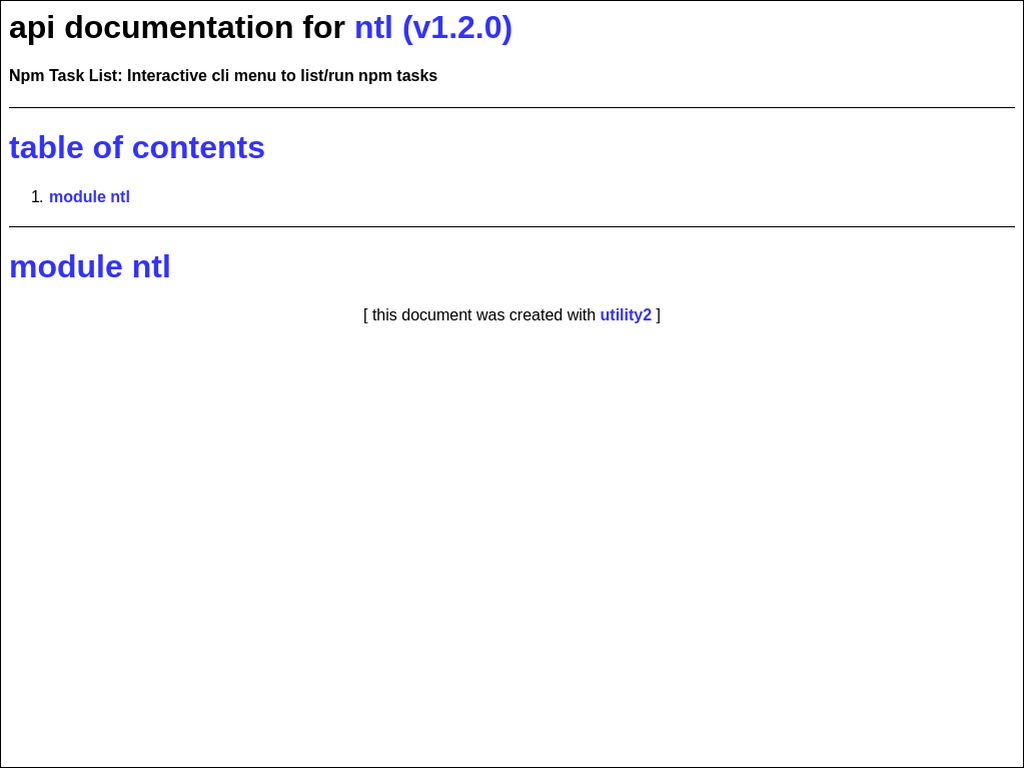 api documentation for ntl (v1.2.0)
Npm Task List: Interactive cli menu to list/run npm tasks
table of contents
1. module ntl
module ntl
[ this document was created with utility2 ]